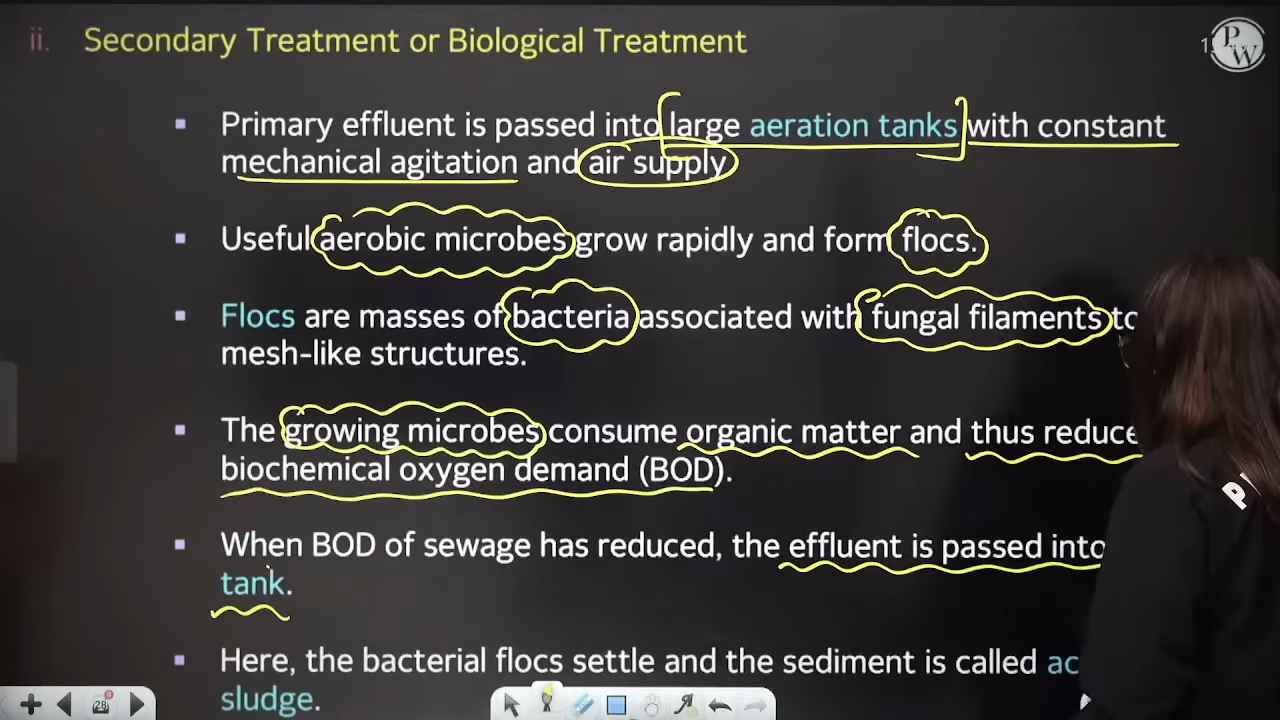 ii. Secondary Treatment or Biological Treatment
PW
▪ Primary effluent is passed into large aeration tanks with constant
mechanical agitation and air supply
▪ Useful aerobic microbes grow rapidly and form flocs.
▪ Flocs are masses of bacteria associated with fungal filaments
mesh-like structures.
▪ The growing microbes consume organic matter and thus reduce
biochemical oxygen demand (BOD).
▪ When BOD of sewage has reduced, the effluent is passed into
tank.
▪ Here, the bacterial flocs settle and the sediment is called
sludge.
28